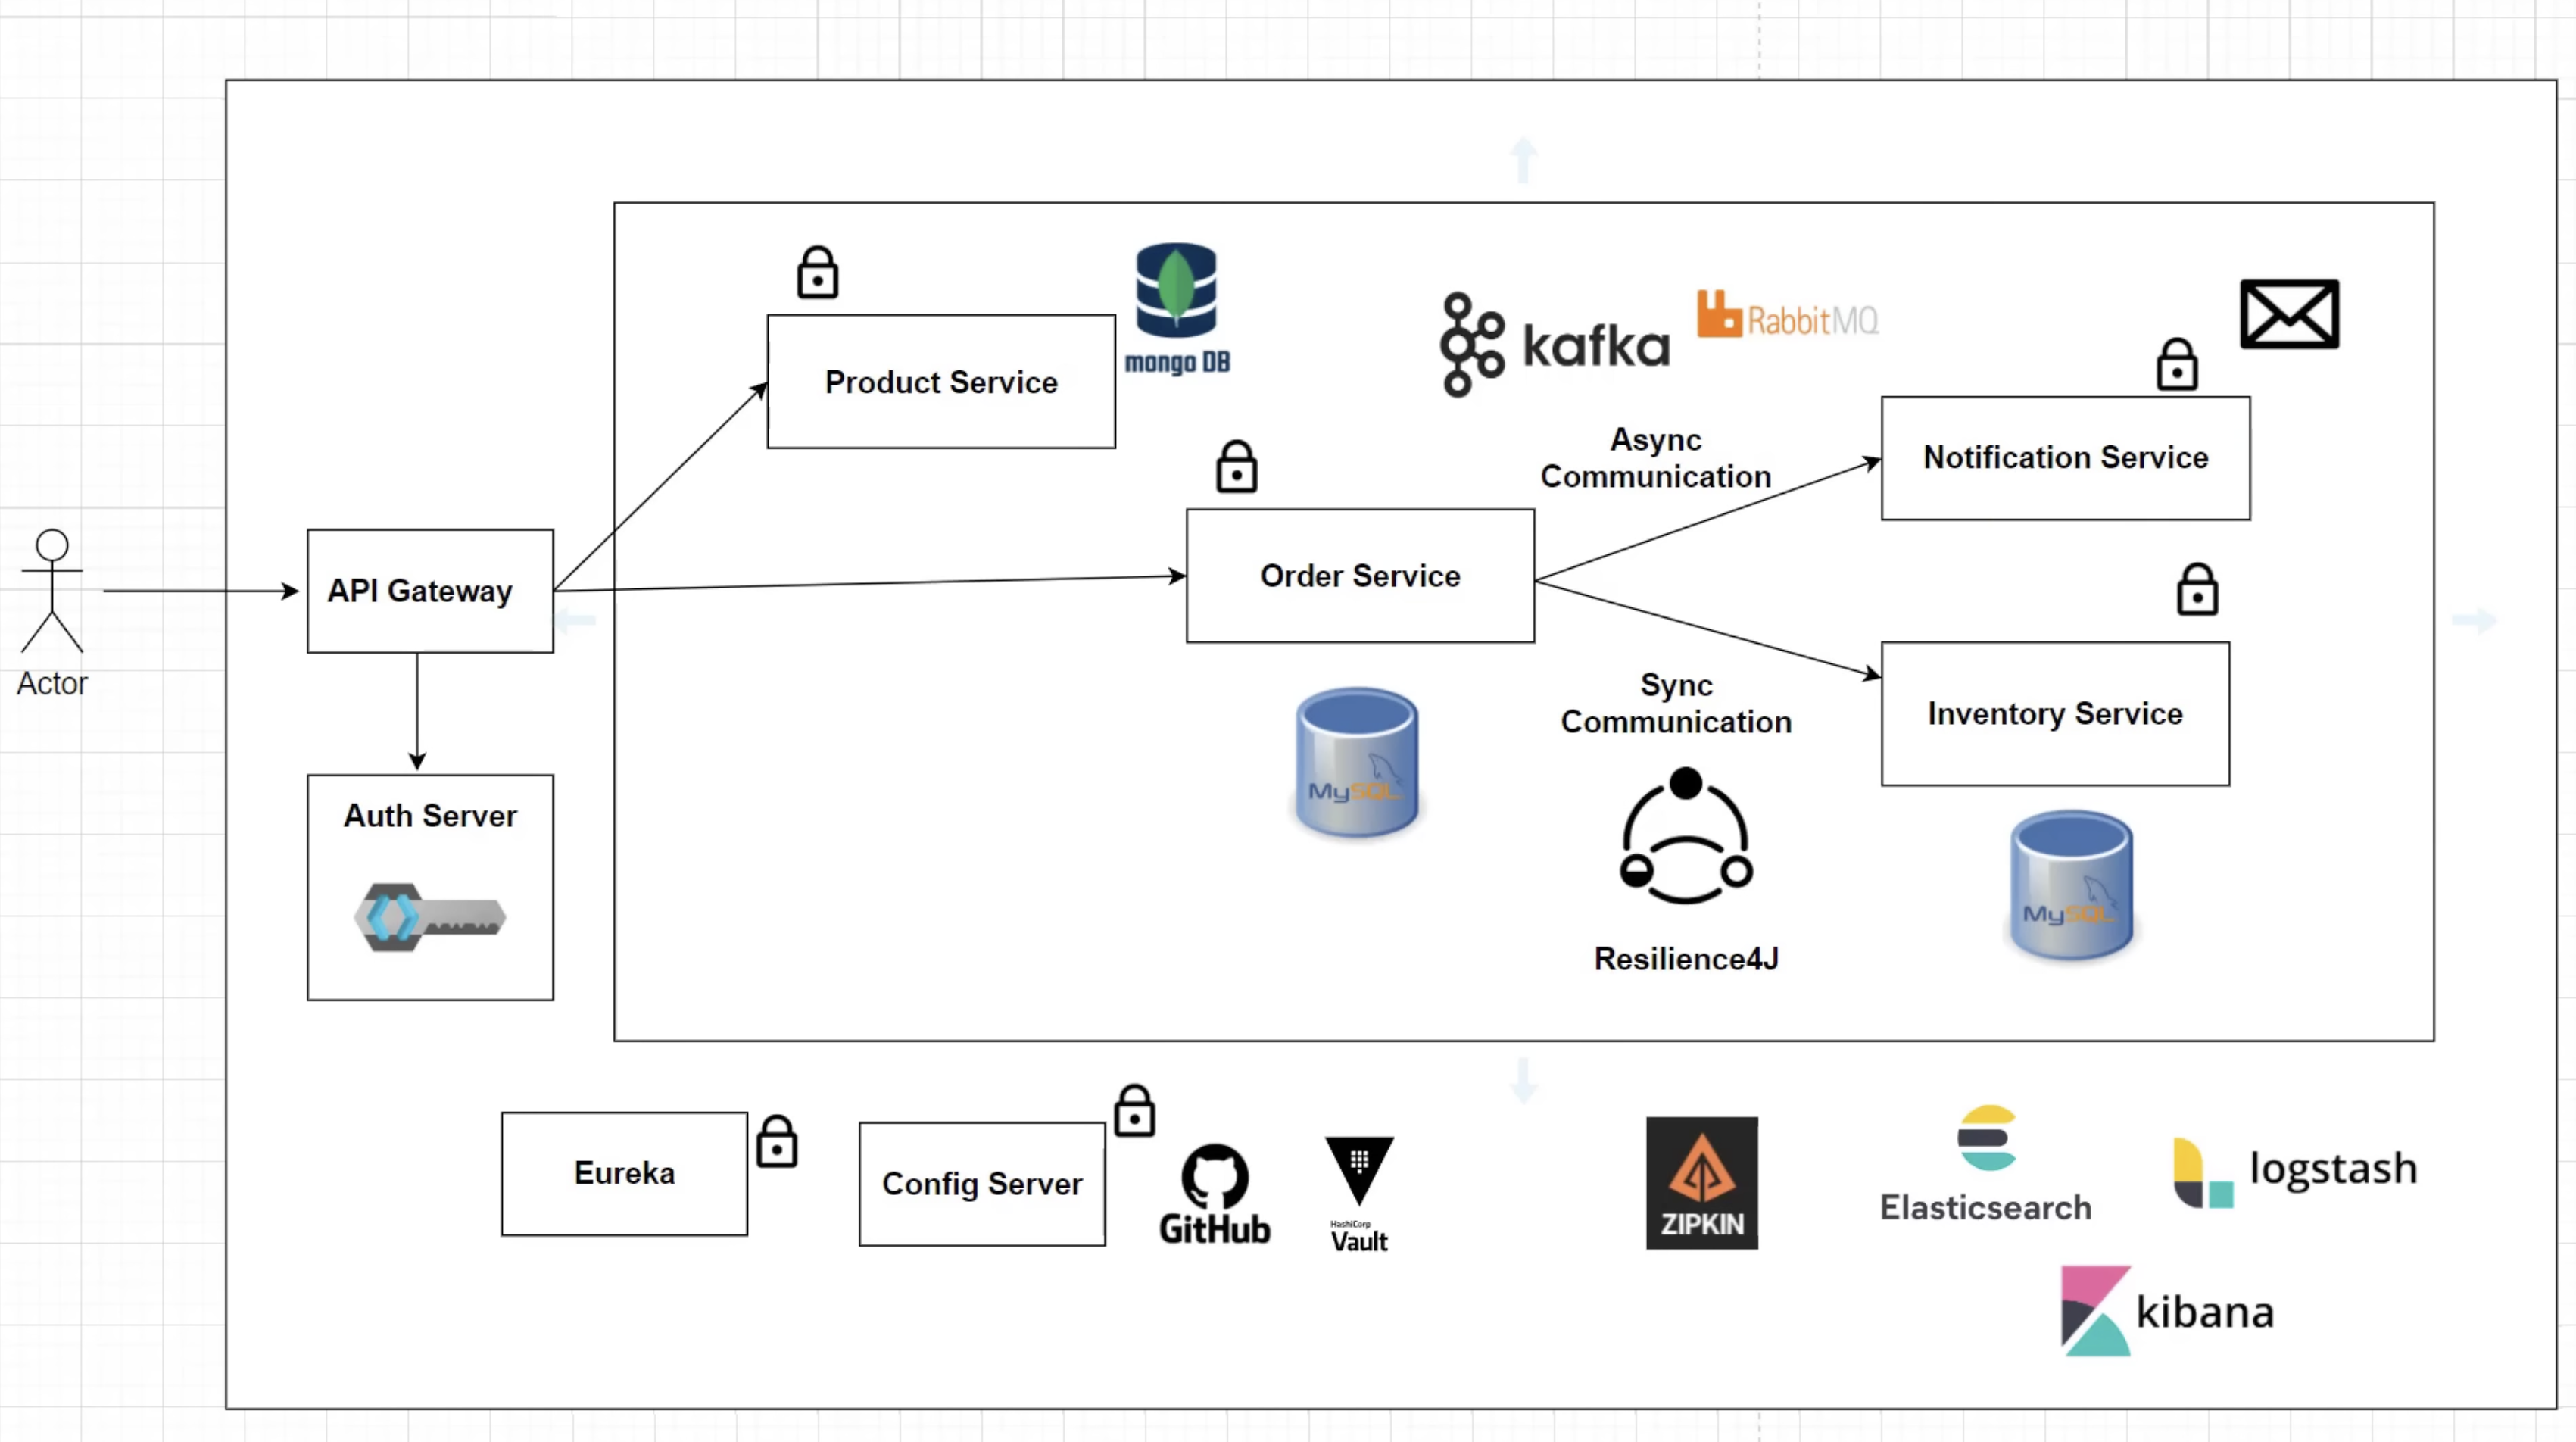 mongo DB
kafka
RabbitMQ
Product Service
Async
Communication
Notification Service
API Gateway
Order Service
Actor
Sync
Communication
Inventory Service
MySQL
Auth Server
MySQL
Resilience4J
Eureka
Config Server
GitHub
HashiCorp
Vault
ZIPKIN
Elasticsearch
logstash
kibana